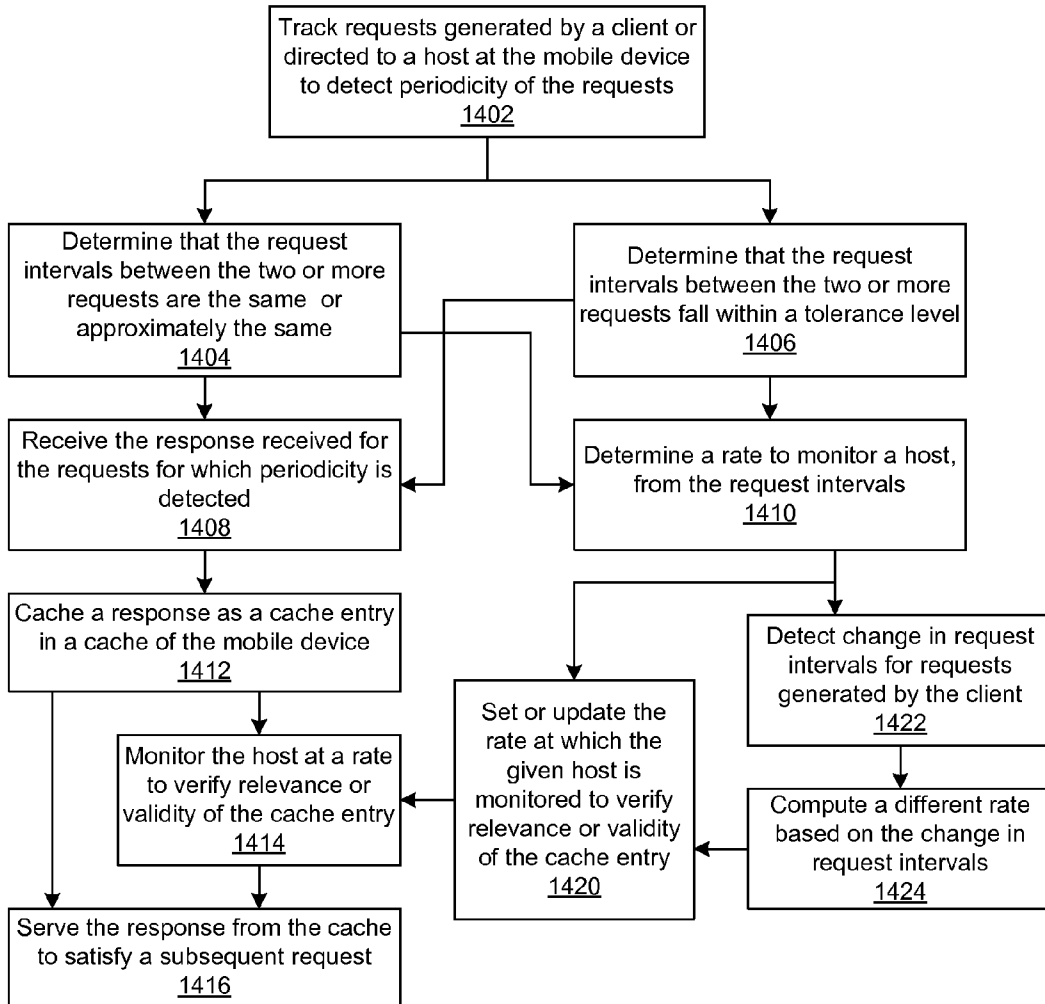 Track requests generated by a client or
directed to a host at the mobile device
to detect periodicity of the requests
1402
Determine that the request
intervals between the two or more
requests are the same or
approximately the same
1404
Determine that the request
intervals between the two or more
requests fall within a tolerance level
1406
Receive the response received for
the requests for which periodicity is
detected
1408
Determine a rate to monitor a host,
from the request intervals
1410
Cache a response as a cache entry
in a cache of the mobile device
1412
Detect change in request
intervals for requests
generated by the client
1422
Set or update the
rate at which the
given host is
monitored to verify
relevance or validity
of the cache entry
1420
Monitor the host at a rate
to verify relevance or
validity of the cache entry
1414
Compute a different rate
based on the change in
request intervals
1424
Serve the response from the cache
to satisfy a subsequent request
1416